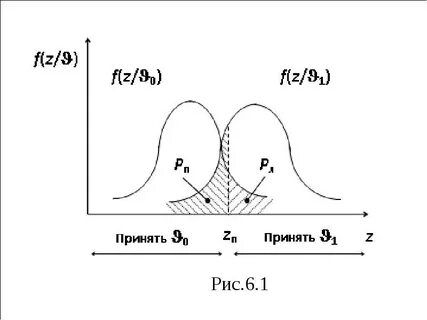 f(z/ϑ)
f(z/ϑ₀)
f(z/ϑ₁)
pп
pл
Принять ϑ₀
zп
Принять ϑ₁
z
Рис.6.1